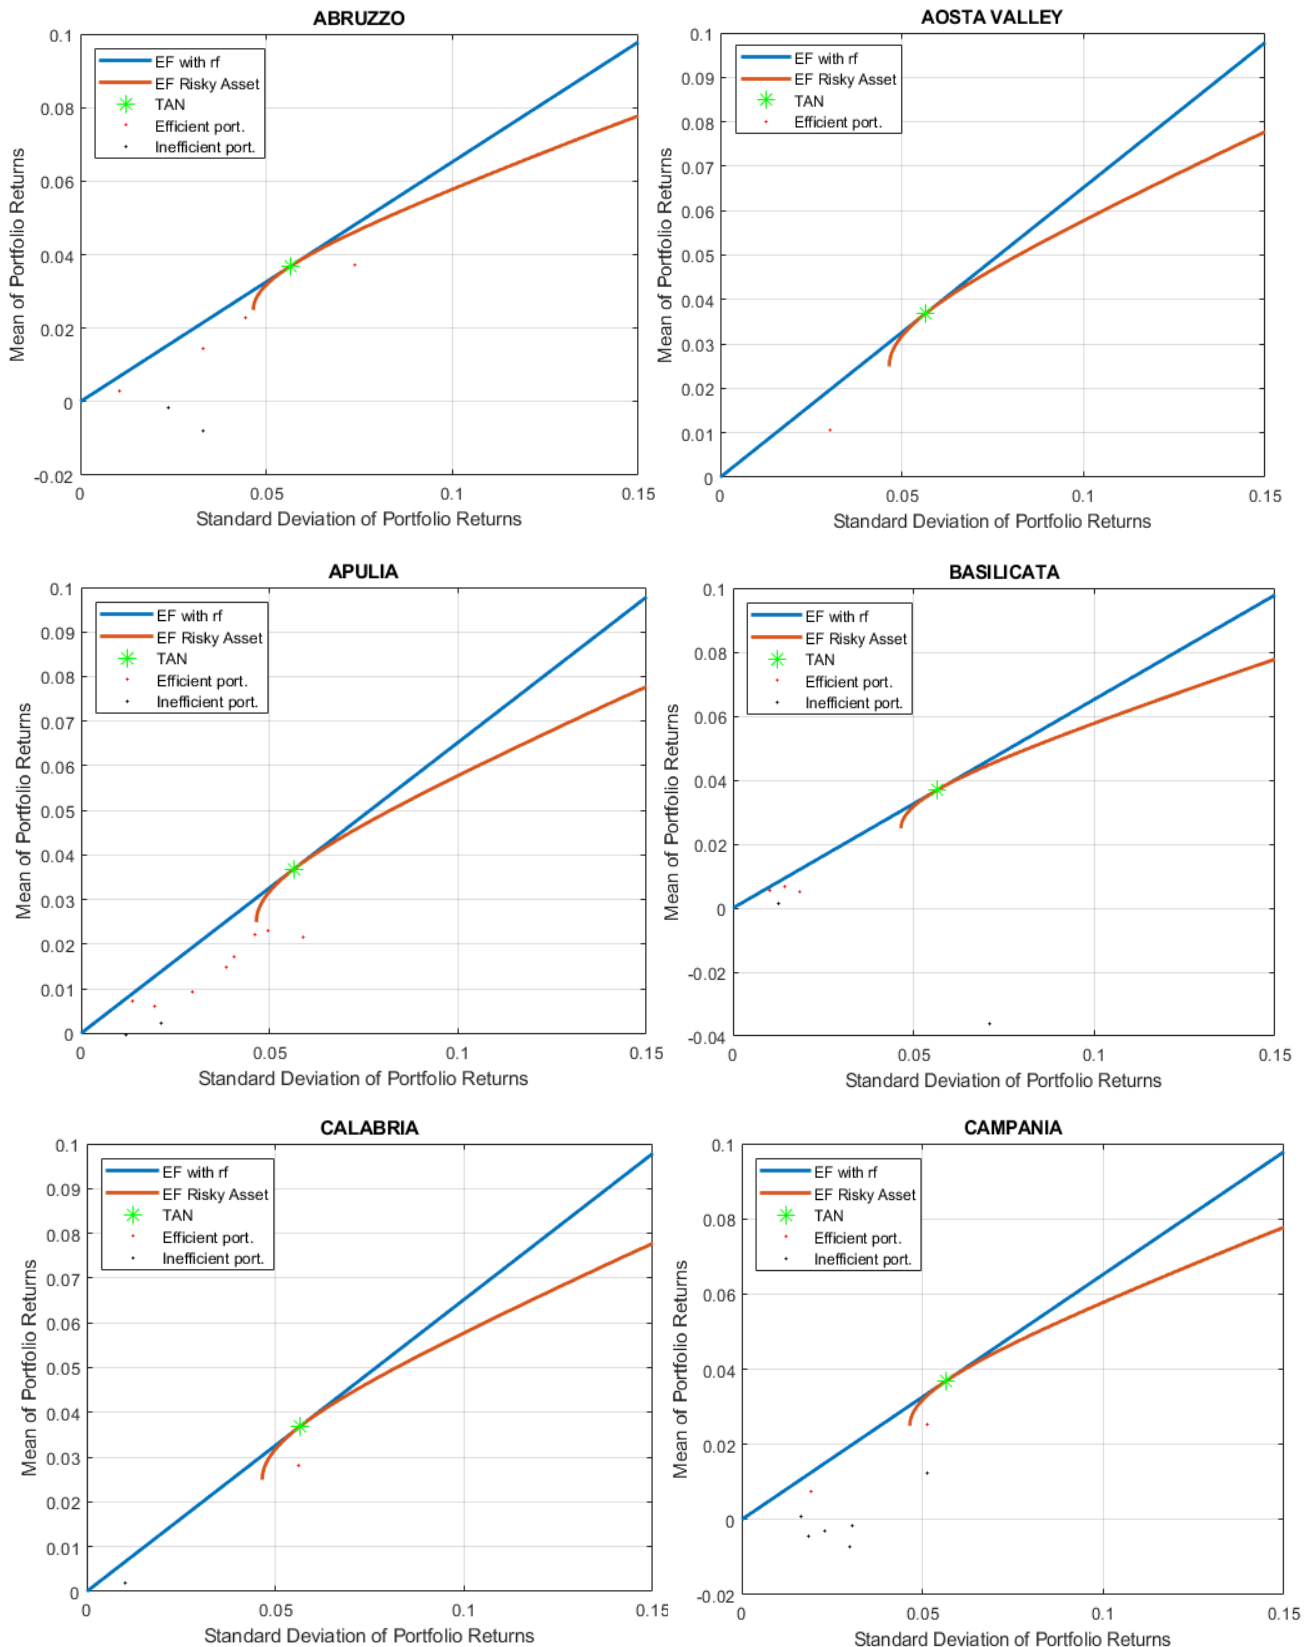 ABRUZZO
0.1
0.08
0.06
0.04
0.02
0
-0.02
Mean of Portfolio Returns
EF with rf
EF Risky Asset
TAN
Efficient port.
Inefficient port.
0 0.05 0.1 0.15
Standard Deviation of Portfolio Returns
AOSTA VALLEY
0.1
0.09
0.08
0.07
0.06
0.05
0.04
0.03
0.02
0.01
0
Mean of Portfolio Returns
EF with rf
EF Risky Asset
TAN
Efficient port.
0 0.05 0.1 0.15
Standard Deviation of Portfolio Returns
APULIA
0.1
0.09
0.08
0.07
0.06
0.05
0.04
0.03
0.02
0.01
0
Mean of Portfolio Returns
EF with rf
EF Risky Asset
TAN
Efficient port.
Inefficient port.
0 0.05 0.1 0.15
Standard Deviation of Portfolio Returns
BASILICATA
0.1
0.08
0.06
0.04
0.02
0
-0.02
-0.04
Mean of Portfolio Returns
EF with rf
EF Risky Asset
TAN
Efficient port.
Inefficient port.
0 0.05 0.1 0.15
Standard Deviation of Portfolio Returns
CALABRIA
0.1
0.09
0.08
0.07
0.06
0.05
0.04
0.03
0.02
0.01
0
Mean of Portfolio Returns
EF with rf
EF Risky Asset
TAN
Efficient port.
Inefficient port.
0 0.05 0.1 0.15
Standard Deviation of Portfolio Returns
CAMPANIA
0.1
0.08
0.06
0.04
0.02
0
-0.02
Mean of Portfolio Returns
EF with rf
EF Risky Asset
TAN
Efficient port.
Inefficient port.
0 0.05 0.1 0.15
Standard Deviation of Portfolio Returns